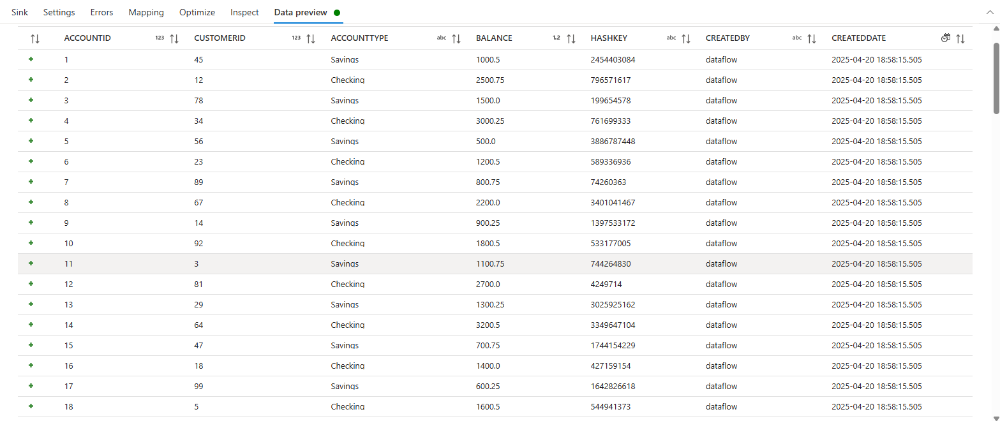 Sink Settings Errors Mapping Optimize Inspect Data preview
ACCOUNTID 123 CUSTOMERID 123 ACCOUNTTYPE abc BALANCE 1.2 HASHKEY abc CREATEDBY abc CREATEDDATE
1 45 Savings 1000.5 2454403084 dataflow 2025-04-20 18:58:15.505
2 12 Checking 2500.75 796571617 dataflow 2025-04-20 18:58:15.505
3 78 Savings 1500.0 199654578 dataflow 2025-04-20 18:58:15.505
4 34 Checking 3000.25 761699333 dataflow 2025-04-20 18:58:15.505
5 56 Savings 500.0 3886787448 dataflow 2025-04-20 18:58:15.505
6 23 Checking 1200.5 589336936 dataflow 2025-04-20 18:58:15.505
7 89 Savings 800.75 74260363 dataflow 2025-04-20 18:58:15.505
8 67 Checking 2200.0 3401041467 dataflow 2025-04-20 18:58:15.505
9 14 Savings 900.25 1397533172 dataflow 2025-04-20 18:58:15.505
10 92 Checking 1800.5 533177005 dataflow 2025-04-20 18:58:15.505
11 3 Savings 1100.75 744264830 dataflow 2025-04-20 18:58:15.505
12 81 Checking 2700.0 4249714 dataflow 2025-04-20 18:58:15.505
13 29 Savings 1300.25 3025925162 dataflow 2025-04-20 18:58:15.505
14 64 Checking 3200.5 3349647104 dataflow 2025-04-20 18:58:15.505
15 47 Savings 700.75 1744154229 dataflow 2025-04-20 18:58:15.505
16 18 Checking 1400.0 427159154 dataflow 2025-04-20 18:58:15.505
17 99 Savings 600.25 1642826618 dataflow 2025-04-20 18:58:15.505
18 5 Checking 1600.5 544941373 dataflow 2025-04-20 18:58:15.505